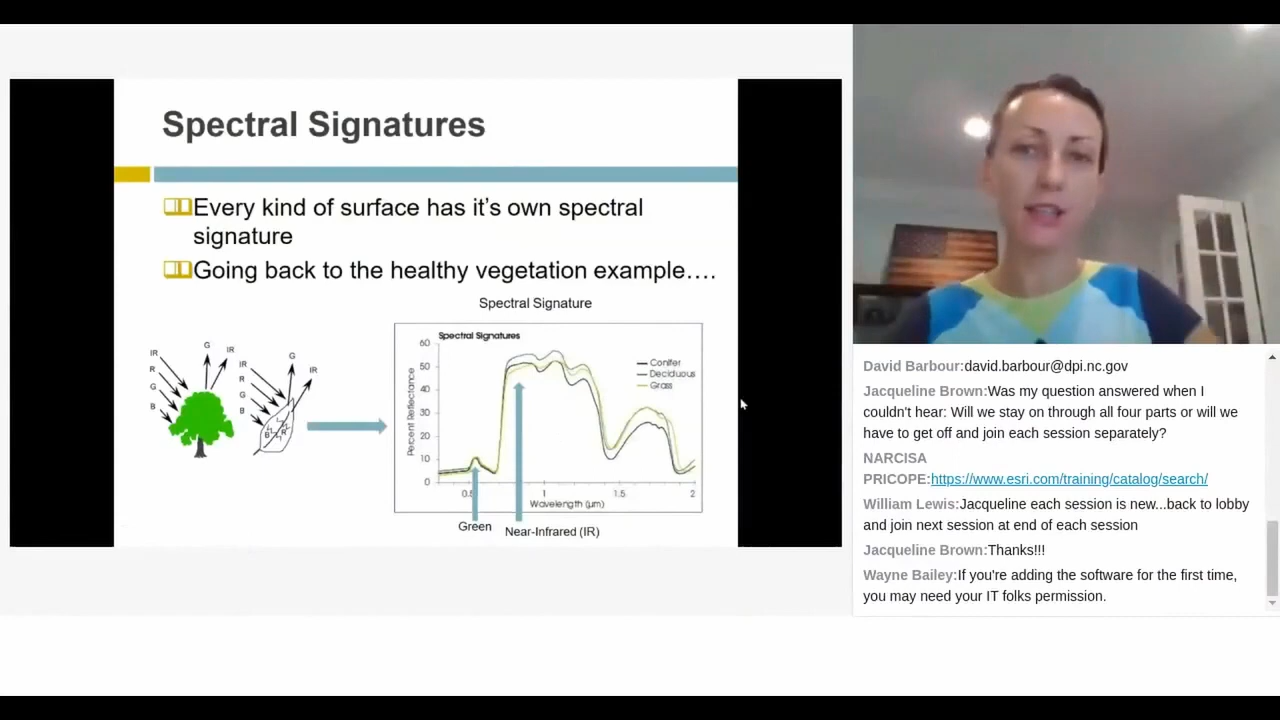 Spectral Signatures
Every kind of surface has it's own spectral
signature
Going back to the healthy vegetation example….
Spectral Signature
IR
R
G
B
G
IR
IR
R
G
B
G
IR
B
R
Spectral Signatures
Percent Reflectance
60
50
40
30
20
10
0
Conifer
Deciduous
Grass
0.5
1
1.5
2
Wavelength (μm)
Green
Near-Infrared (IR)
David Barbour:david.barbour@dpi.nc.gov
Jacqueline Brown:Was my question answered when I
couldn't hear: Will we stay on through all four parts or will we
have to get off and join each session separately?
NARCISA
PRICOPE:https://www.esri.com/training/catalog/search/
William Lewis:Jacqueline each session is new...back to lobby
and join next session at end of each session
Jacqueline Brown:Thanks!!!
Wayne Bailey:If you're adding the software for the first time,
you may need your IT folks permission.